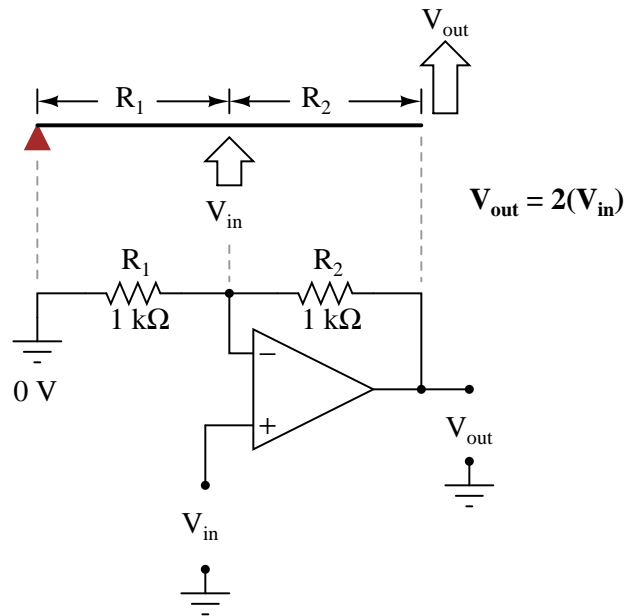 V_out
R_1 R_2
V_in
V_out = 2(V_in)
R_1 R_2
1 kΩ 1 kΩ
−
0 V
+
V_out
V_in